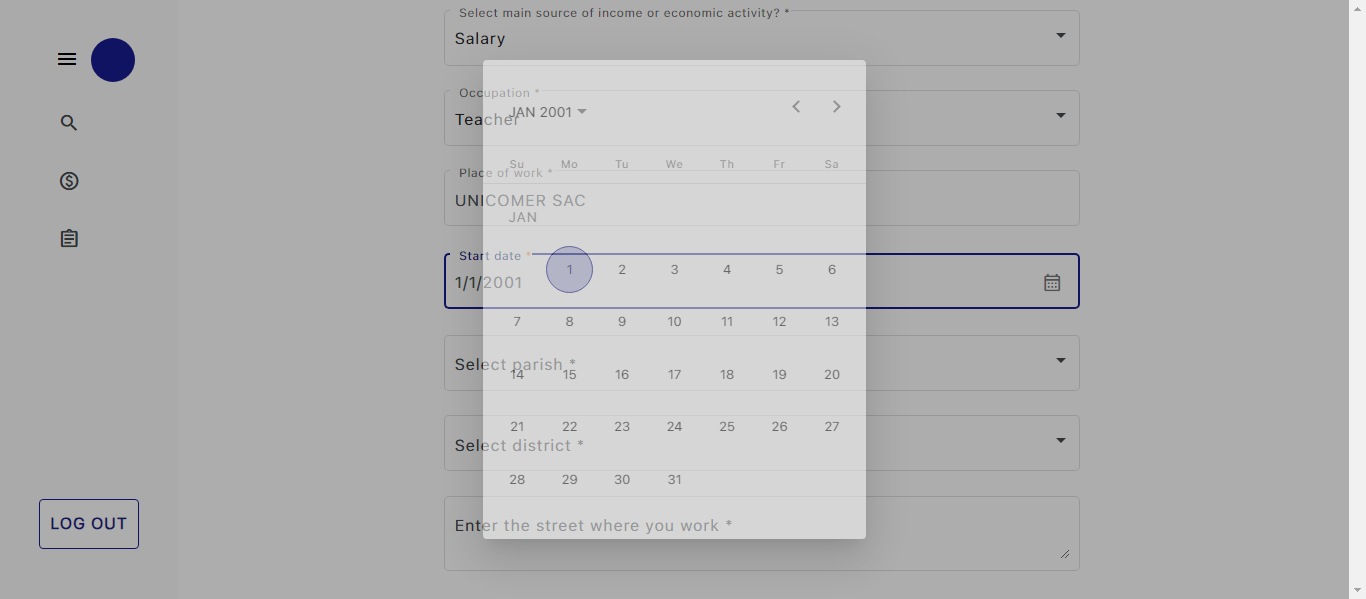 Select main source of income or economic activity? *
Salary
Occupation *
Teacher
Place of work *
UNICOMER SAC
Start date *
1/1/2001
Select parish *
Select district *
Enter the street where you work *
LOG OUT
JAN 2001
Su Mo Tu We Th Fr Sa
JAN
1 2 3 4 5 6
7 8 9 10 11 12 13
14 15 16 17 18 19 20
21 22 23 24 25 26 27
28 29 30 31